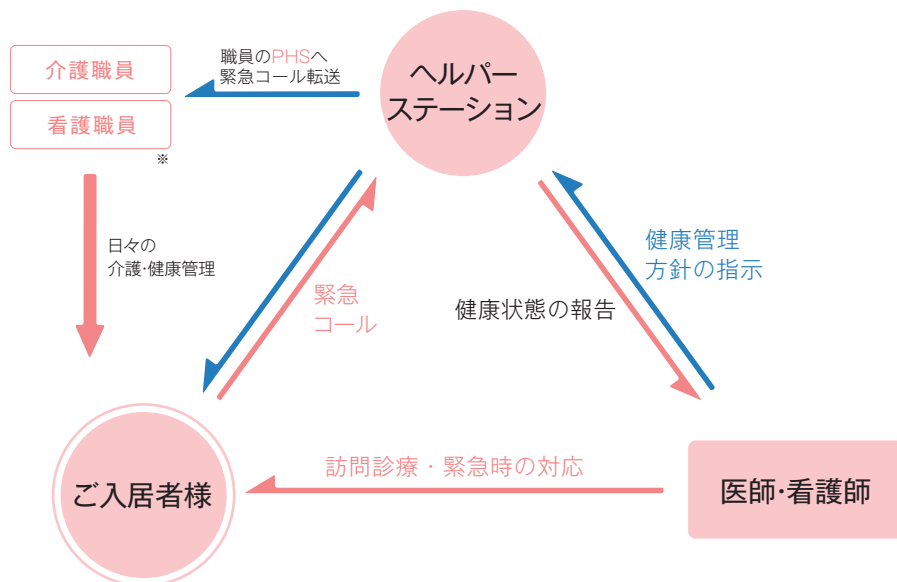 職員のPHSへ
緊急コール転送
ヘルパー
ステーション
介護職員
看護職員
※
日々の
介護・健康管理
緊急
コール
健康管理
方針の指示
健康状態の報告
訪問診療・緊急時の対応
ご入居者様
医師・看護師